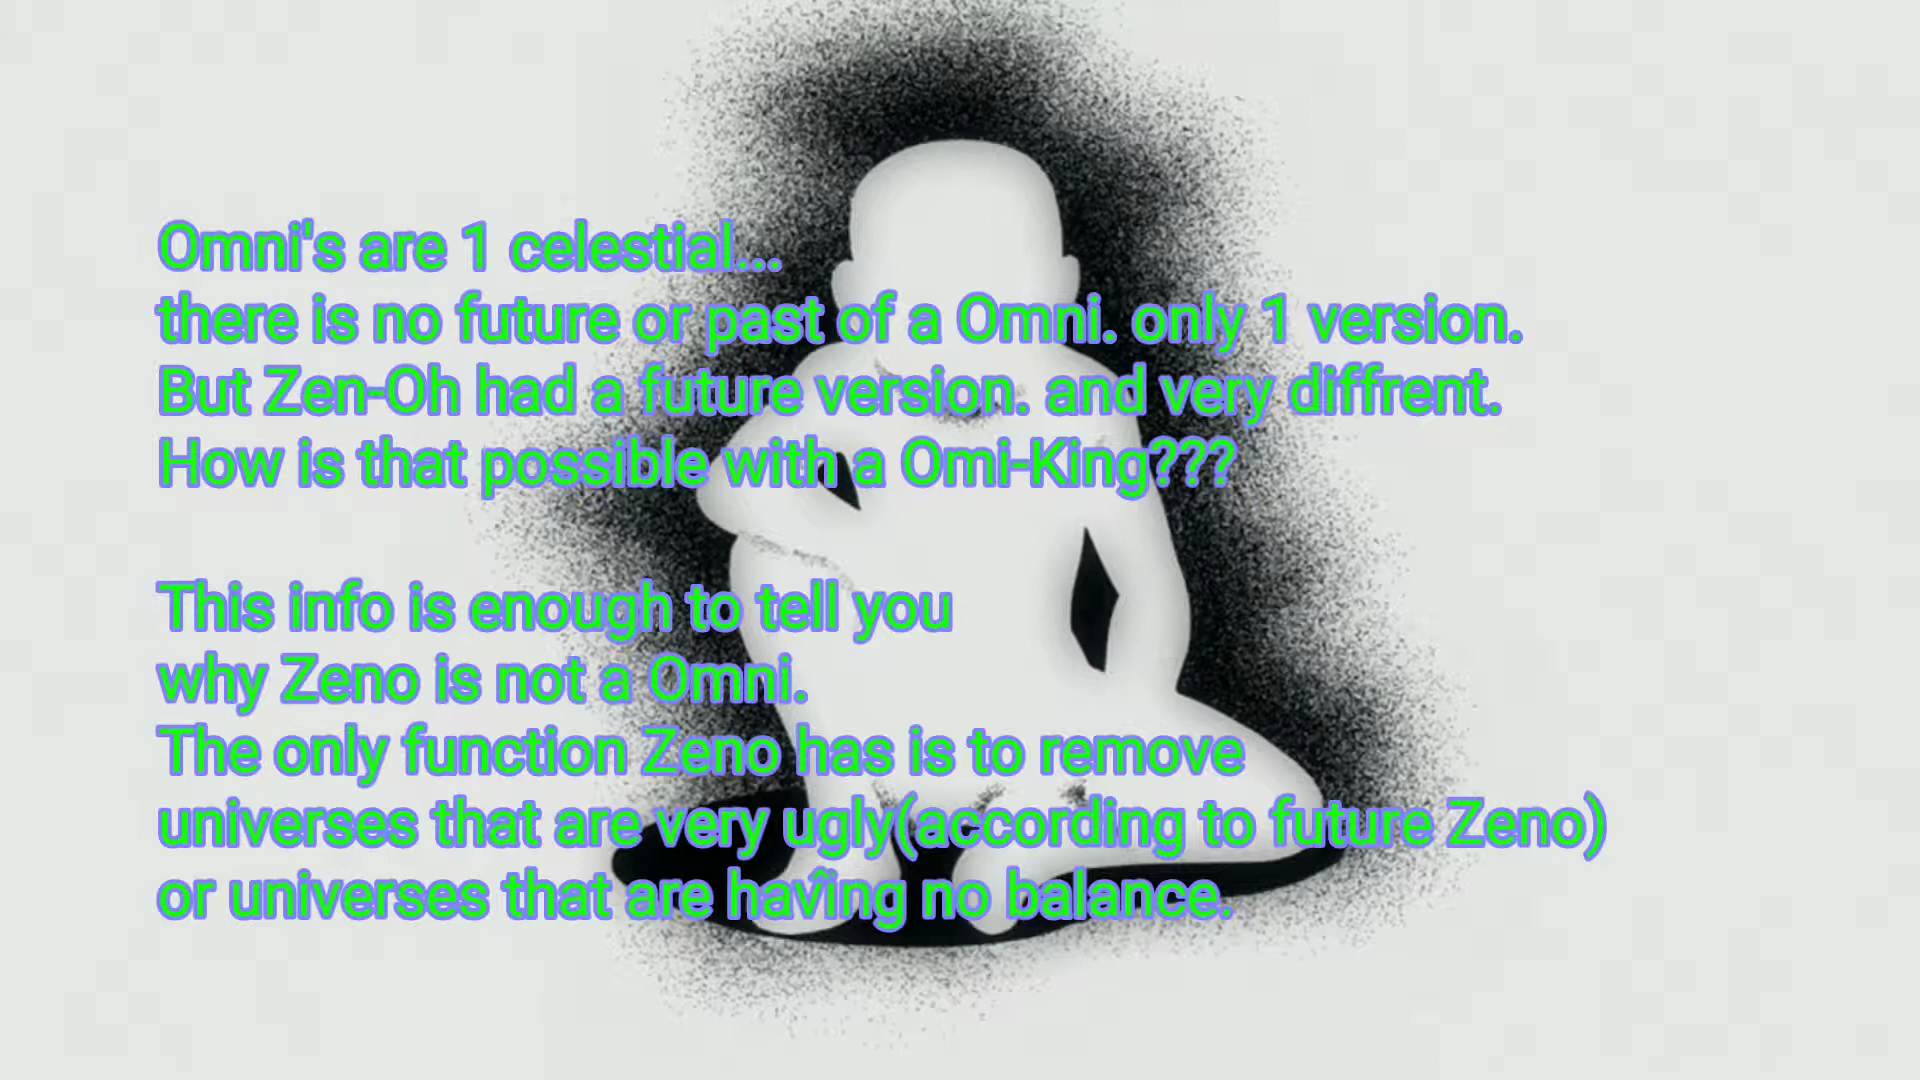 Omni's are 1 celestial...
there is no future or past of a Omni. only 1 version.
But Zen-Oh had a future version. and very diffrent.
How is that possible with a Omi-King???
This info is enough to tell you
why Zeno is not a Omni.
The only function Zeno has is to remove
universes that are very ugly(according to future Zeno)
or universes that are having no balance.